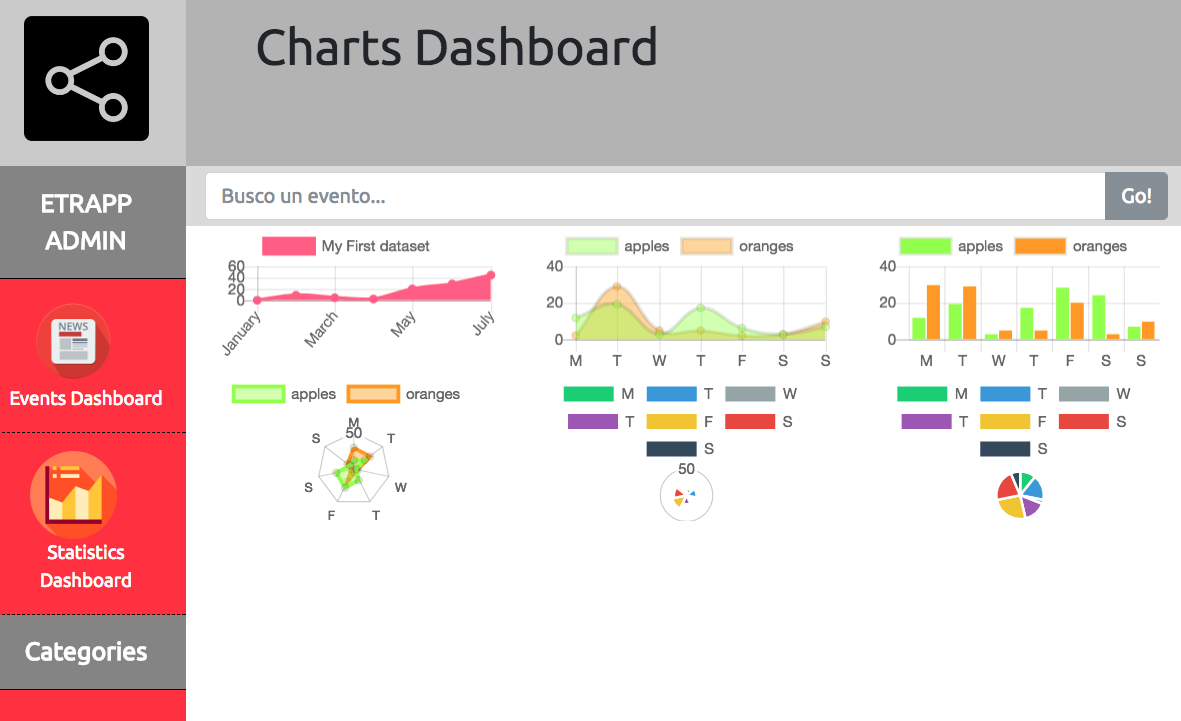 Charts Dashboard
ETRAPP
ADMIN
Busco un evento...
Go!
NEWS
Events Dashboard
Statistics
Dashboard
Categories
My First dataset
60
40
20
0
January
March
May
July
apples oranges
40
20
0
M T W T F S S
apples oranges
40
20
0
M T W T F S S
apples oranges
M
50
S T
S W
F T
M T W
T F S
S
50
M T W
T F S
S